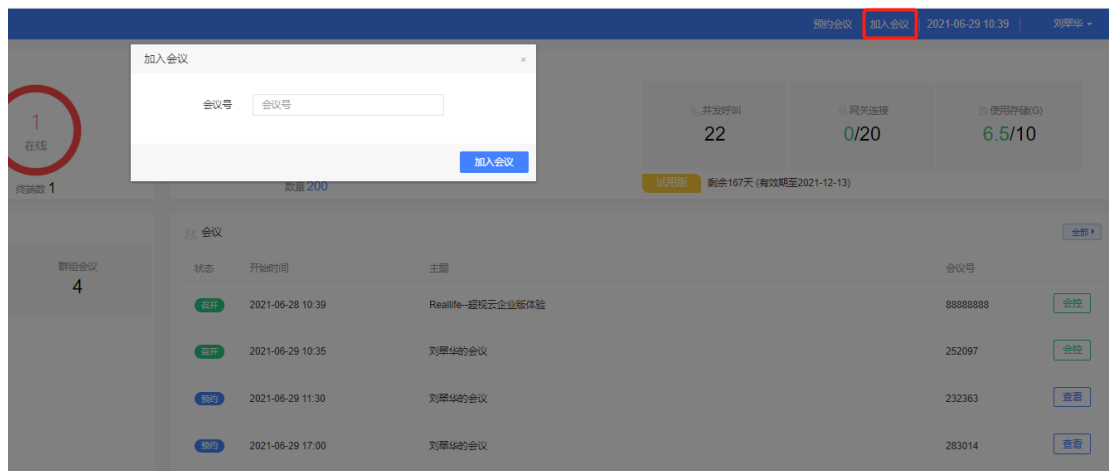 预约会议 加入会议 2021-06-29 10:39 刘翠华
加入会议 ×
会议号 会议号
加入会议
1
在线
终端数 1
数量 200
并发呼叫 网关连接 使用存储(G)
22 0/20 6.5/10
试用版 剩余167天 (有效期至2021-12-13)
会议 全部
群组会议
4
状态 开始时间 主题 会议号
召开 2021-06-28 10:39 Reallife--超视云企业版体验 88888888 会控
召开 2021-06-29 10:35 刘翠华的会议 252097 会控
预约 2021-06-29 11:30 刘翠华的会议 232363 查看
预约 2021-06-29 17:00 刘翠华的会议 283014 查看